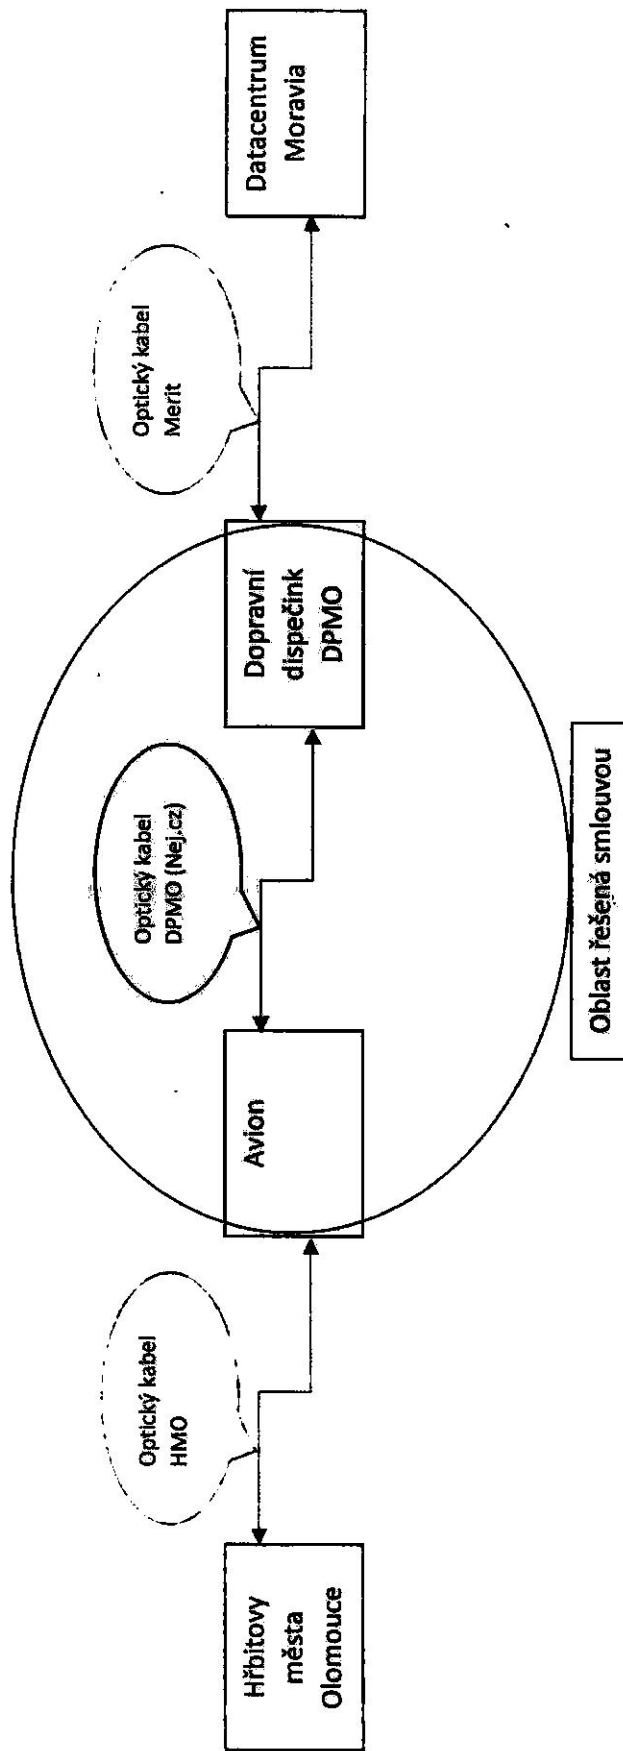 Hřbitovy
města
Olomouce
Optický kabel
HMO
Avion
Optický kabel
DPMO (Nej.cz)
Dopravní
dispečink
DPMO
Optický kabel
Merit
Datacentrum
Moravia
Oblast řešená smlouvou